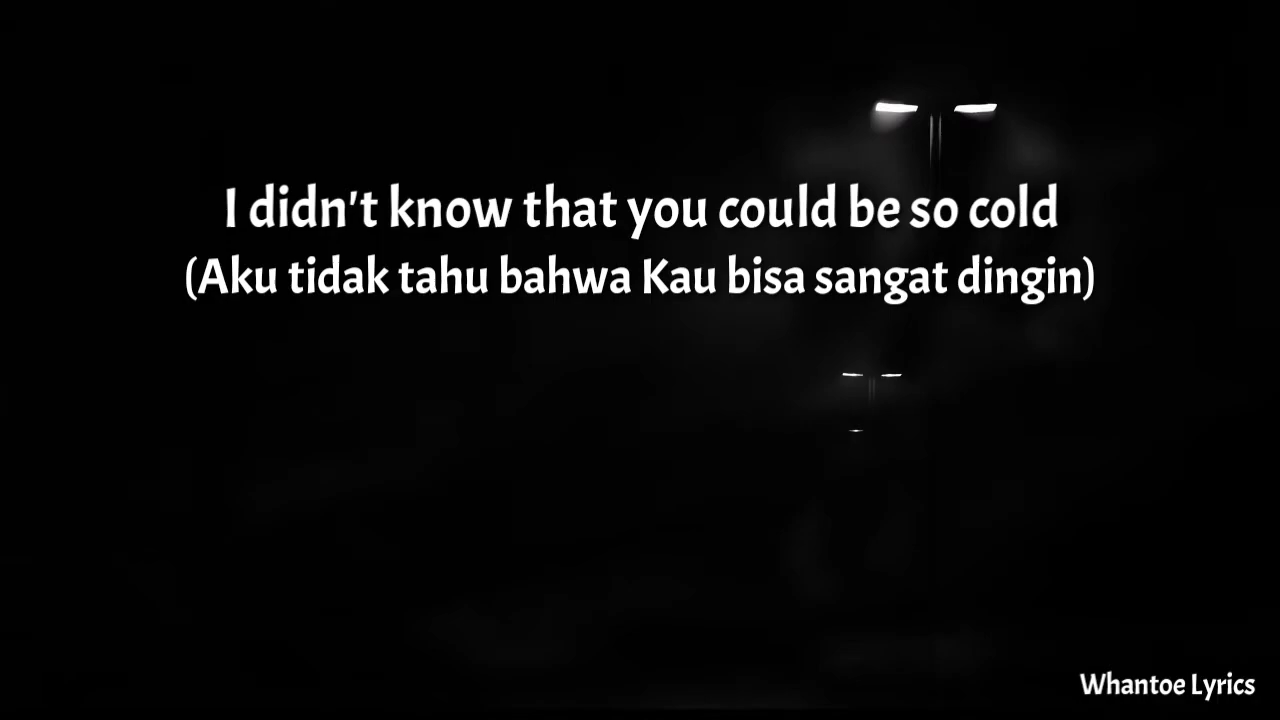 I didn't know that you could be so cold
(Aku tidak tahu bahwa Kau bisa sangat dingin)
Whantoe Lyrics